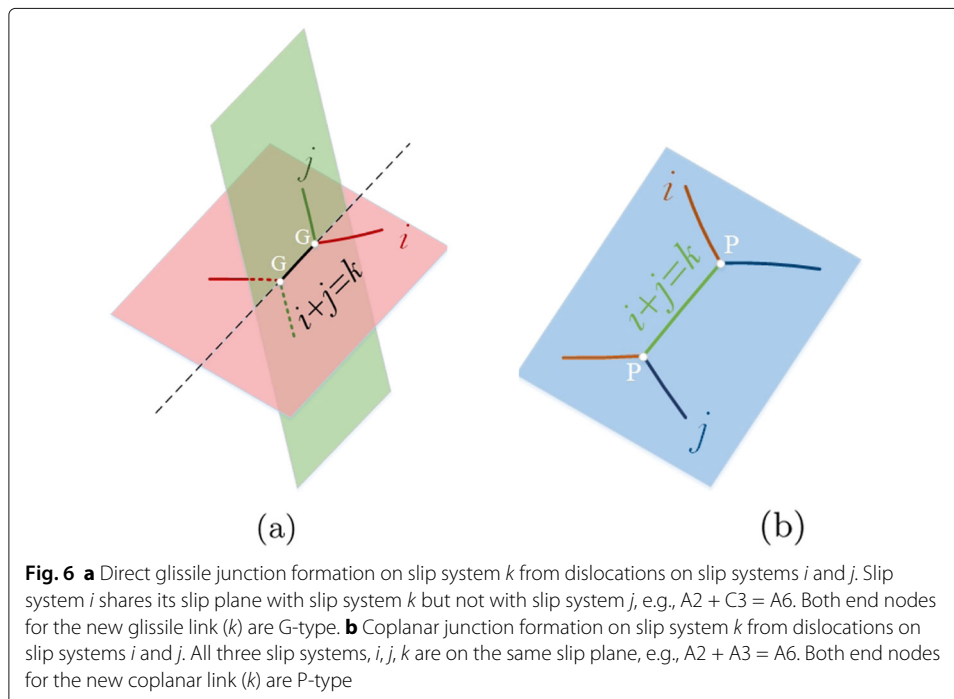 j
G
G
i
i+j=k
(a)
i
P
i+j=k
P
j
(b)
Fig. 6 a Direct glissile junction formation on slip system k from dislocations on slip systems i and j. Slip
system i shares its slip plane with slip system k but not with slip system j, e.g., A2 + C3 = A6. Both end nodes
for the new glissile link (k) are G-type. b Coplanar junction formation on slip system k from dislocations on
slip systems i and j. All three slip systems, i, j, k are on the same slip plane, e.g., A2 + A3 = A6. Both end nodes
for the new coplanar link (k) are P-type